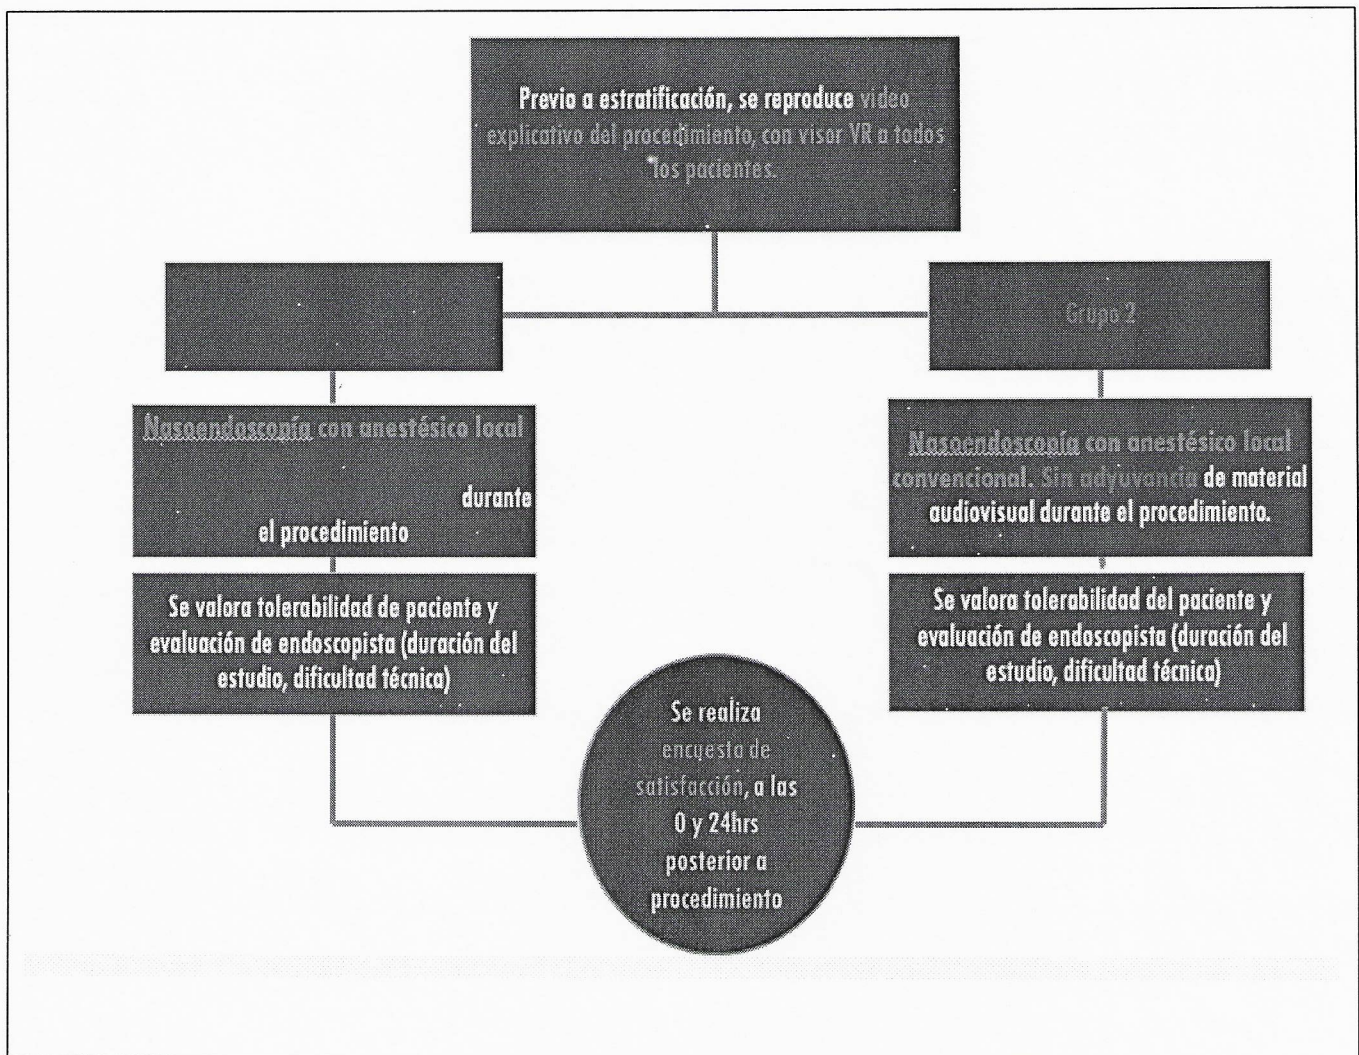 Previo a estratificación, se reproduce video
explicativo del procedimiento, con visor VR a todos
los pacientes.
Grupo 2
Nasoendoscopía con anestésico local
durante
el procedimiento
Nasoendoscopía con anestésico local
convencional. Sin adyuvancia de material
audiovisual durante el procedimiento.
Se valora tolerabilidad de paciente y
evaluación de endoscopista (duración del
estudio, dificultad técnica)
Se valora tolerabilidad del paciente y
evaluación de endoscopista (duración del
estudio, dificultad técnica)
Se realiza
encuesta de
satisfacción, a las
0 y 24hrs
posterior a
procedimiento